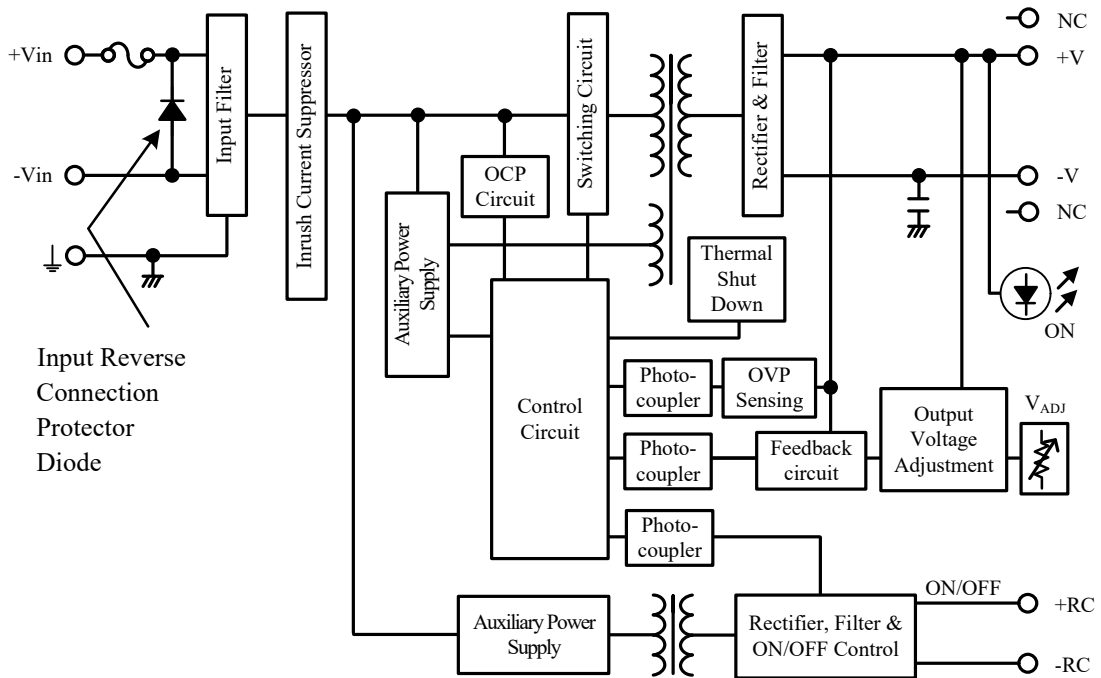 NC
+Vin
+V
Input Filter
Inrush Current Suppressor
Switching Circuit
Rectifier & Filter
-Vin
OCP
Circuit
-V
NC
Auxiliary Power
Supply
Thermal
Shut
Down
ON
Input Reverse
Connection
Protector
Diode
Control
Circuit
Photo-
coupler
OVP
Sensing
Photo-
coupler
Feedback
circuit
Output
Voltage
Adjustment
VADJ
Photo-
coupler
Auxiliary Power
Supply
Rectifier, Filter &
ON/OFF Control
ON/OFF
+RC
-RC